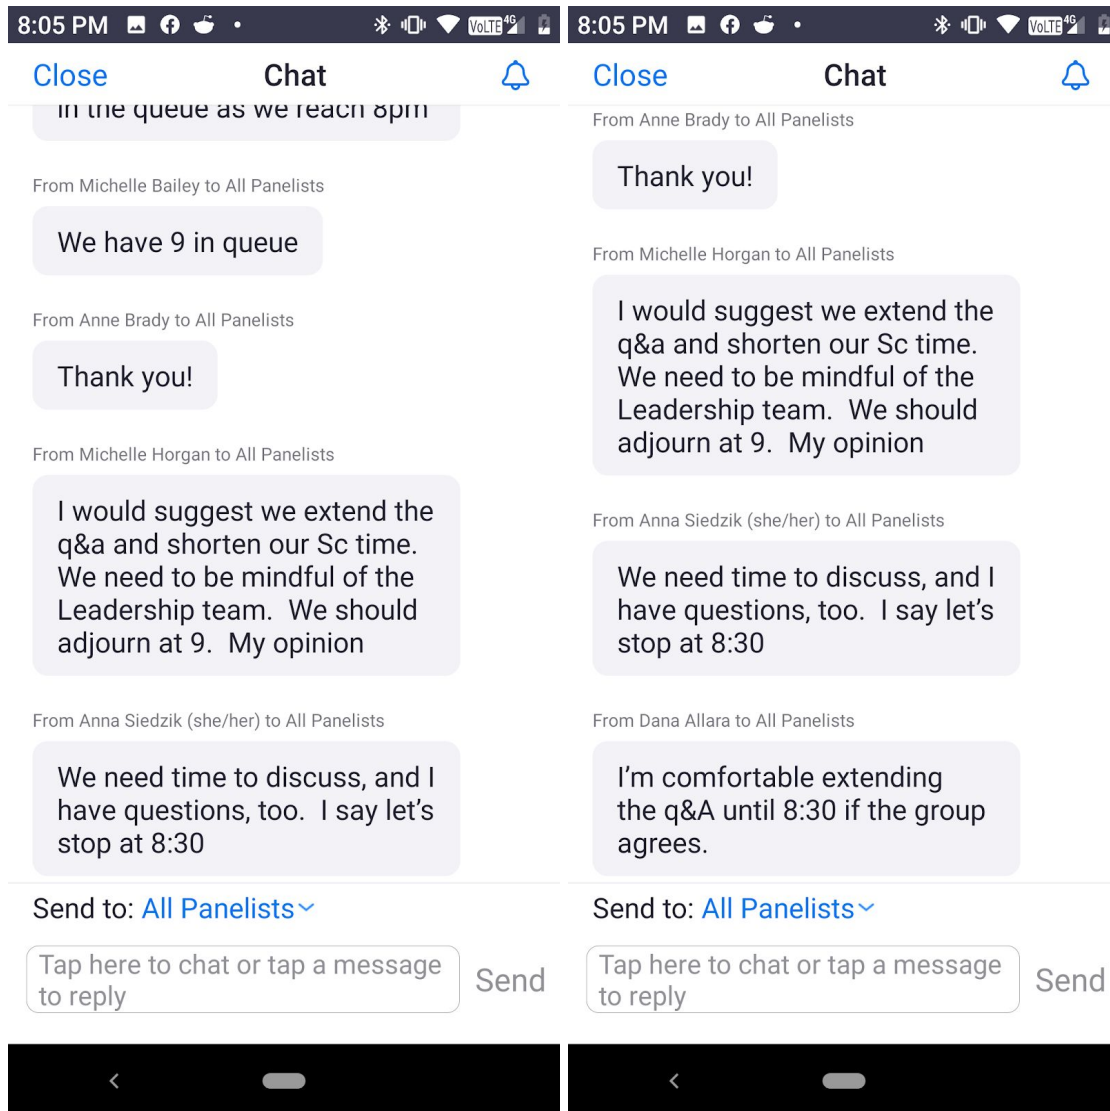 8:05 PM
VoLTE 4G
Close
Chat
in the queue as we reach 8pm
From Michelle Bailey to All Panelists
We have 9 in queue
From Anne Brady to All Panelists
Thank you!
From Michelle Horgan to All Panelists
I would suggest we extend the
q&a and shorten our Sc time.
We need to be mindful of the
Leadership team.  We should
adjourn at 9.  My opinion
From Anna Siedzik (she/her) to All Panelists
We need time to discuss, and I
have questions, too.  I say let's
stop at 8:30
Send to: All Panelists
Tap here to chat or tap a message
to reply
Send
8:05 PM
VoLTE 4G
Close
Chat
From Anne Brady to All Panelists
Thank you!
From Michelle Horgan to All Panelists
I would suggest we extend the
q&a and shorten our Sc time.
We need to be mindful of the
Leadership team.  We should
adjourn at 9.  My opinion
From Anna Siedzik (she/her) to All Panelists
We need time to discuss, and I
have questions, too.  I say let's
stop at 8:30
From Dana Allara to All Panelists
I'm comfortable extending
the q&A until 8:30 if the group
agrees.
Send to: All Panelists
Tap here to chat or tap a message
to reply
Send